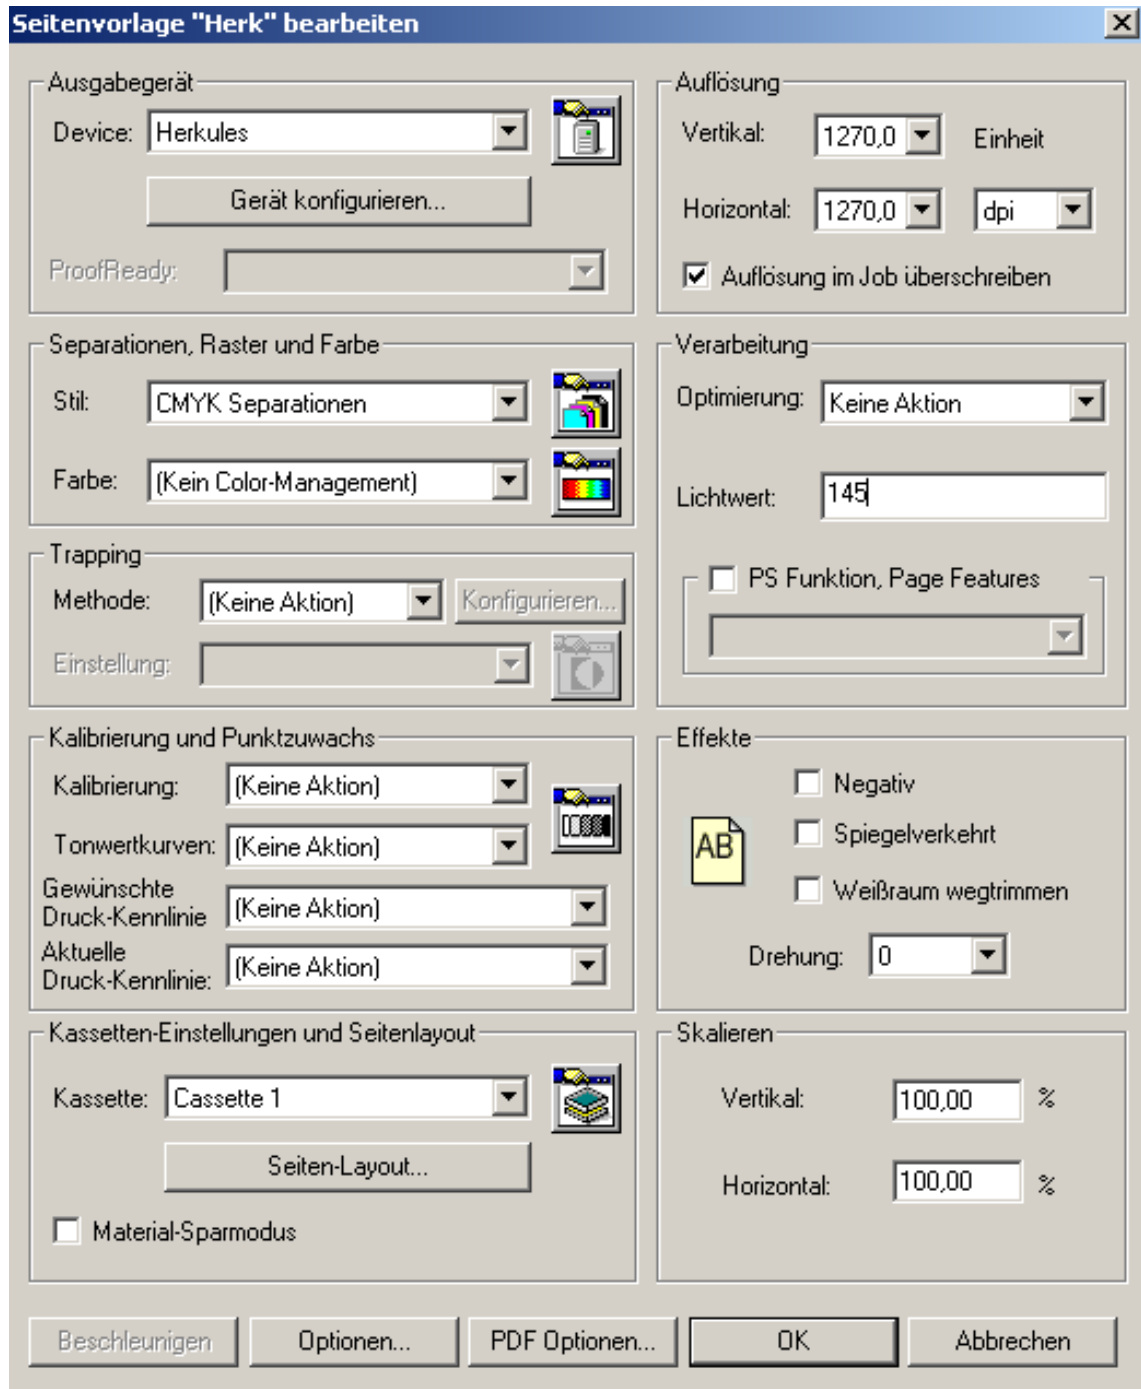 Seitenvorlage "Herk" bearbeiten
Ausgabegerät
Device: Herkules
Gerät konfigurieren...
ProofReady:
Auflösung
Vertikal: 1270,0 Einheit
Horizontal: 1270,0 dpi
Auflösung im Job überschreiben
Separationen, Raster und Farbe
Stil: CMYK Separationen
Farbe: (Kein Color-Management)
Verarbeitung
Optimierung: Keine Aktion
Lichtwert: 145
PS Funktion, Page Features
Trapping
Methode: (Keine Aktion) Konfigurieren...
Einstellung:
Kalibrierung und Punktzuwachs
Kalibrierung: (Keine Aktion)
Tonwertkurven: (Keine Aktion)
Gewünschte
Druck-Kennlinie (Keine Aktion)
Aktuelle
Druck-Kennlinie: (Keine Aktion)
Effekte
AB
Negativ
Spiegelverkehrt
Weißraum wegtrimmen
Drehung: 0
Kassetten-Einstellungen und Seitenlayout
Kassette: Cassette 1
Seiten-Layout...
Material-Sparmodus
Skalieren
Vertikal: 100,00 %
Horizontal: 100,00 %
Beschleunigen Optionen... PDF Optionen... OK Abbrechen